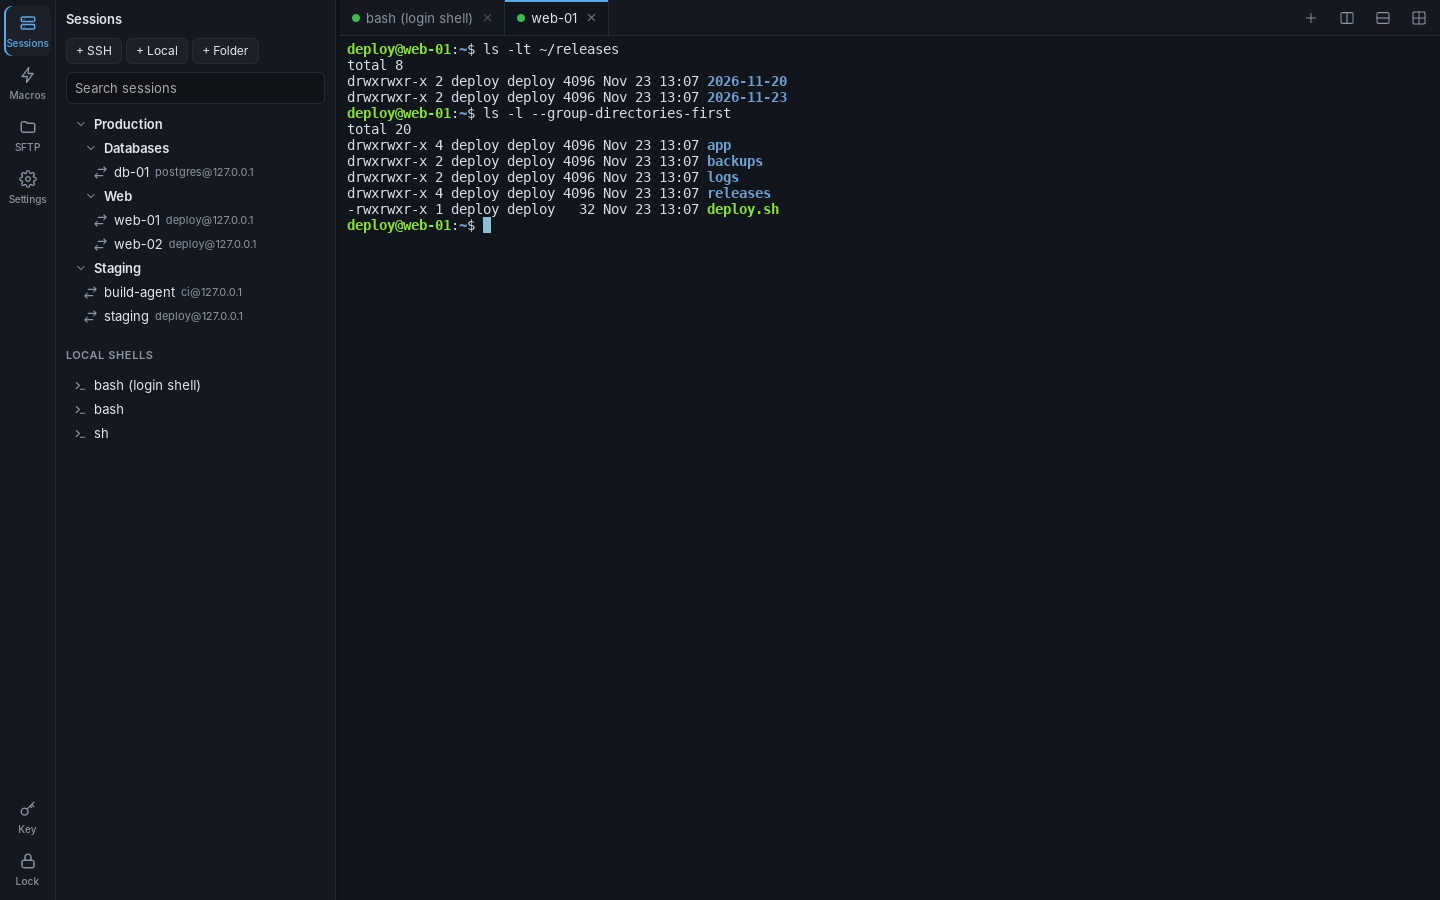 Sessions
Macros
SFTP
Settings
Key
Lock
Sessions
+ SSH
+ Local
+ Folder
Search sessions
Production
Databases
db-01 postgres@127.0.0.1
Web
web-01 deploy@127.0.0.1
web-02 deploy@127.0.0.1
Staging
build-agent ci@127.0.0.1
staging deploy@127.0.0.1
LOCAL SHELLS
bash (login shell)
bash
sh
bash (login shell)
web-01
deploy@web-01:~$ ls -lt ~/releases
total 8
drwxrwxr-x 2 deploy deploy 4096 Nov 23 13:07 2026-11-20
drwxrwxr-x 2 deploy deploy 4096 Nov 23 13:07 2026-11-23
deploy@web-01:~$ ls -l --group-directories-first
total 20
drwxrwxr-x 4 deploy deploy 4096 Nov 23 13:07 app
drwxrwxr-x 2 deploy deploy 4096 Nov 23 13:07 backups
drwxrwxr-x 2 deploy deploy 4096 Nov 23 13:07 logs
drwxrwxr-x 4 deploy deploy 4096 Nov 23 13:07 releases
-rwxrwxr-x 1 deploy deploy   32 Nov 23 13:07 deploy.sh
deploy@web-01:~$